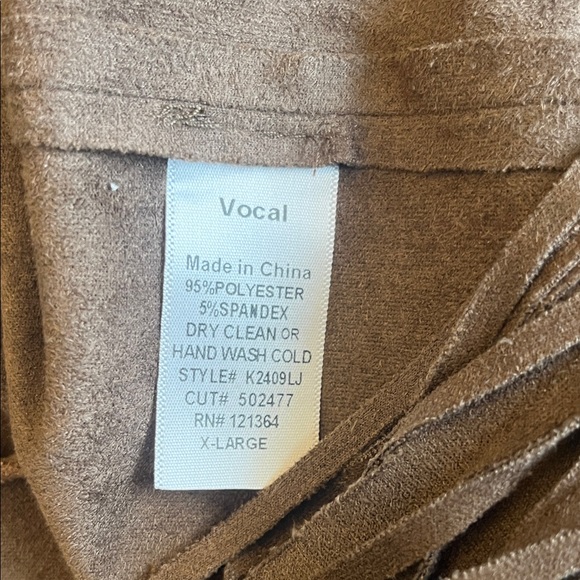 Vocal
Made in China
95%POLYESTER
5%SPANDEX
DRY CLEAN OR
HAND WASH COLD
STYLE# K2409LJ
CUT# 502477
RN# 121364
X-LARGE